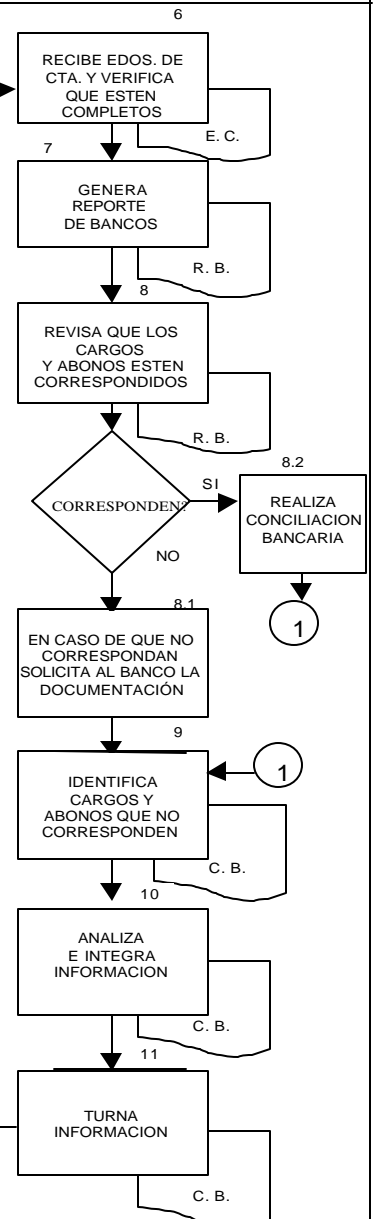 6
RECIBE EDOS. DE
CTA. Y VERIFICA
QUE ESTEN
COMPLETOS
E. C.
7
GENERA
REPORTE
DE BANCOS
R. B.
8
REVISA QUE LOS
CARGOS
Y ABONOS ESTEN
CORRESPONDIDOS
R. B.
CORRESPONDEN?
SI
8.2
REALIZA
CONCILIACION
BANCARIA
1
NO
8.1
EN CASO DE QUE NO
CORRESPONDAN
SOLICITA AL BANCO LA
DOCUMENTACIÓN
9
1
IDENTIFICA
CARGOS Y
ABONOS QUE NO
CORRESPONDEN
C. B.
10
ANALIZA
E INTEGRA
INFORMACION
C. B.
11
TURNA
INFORMACION
C. B.